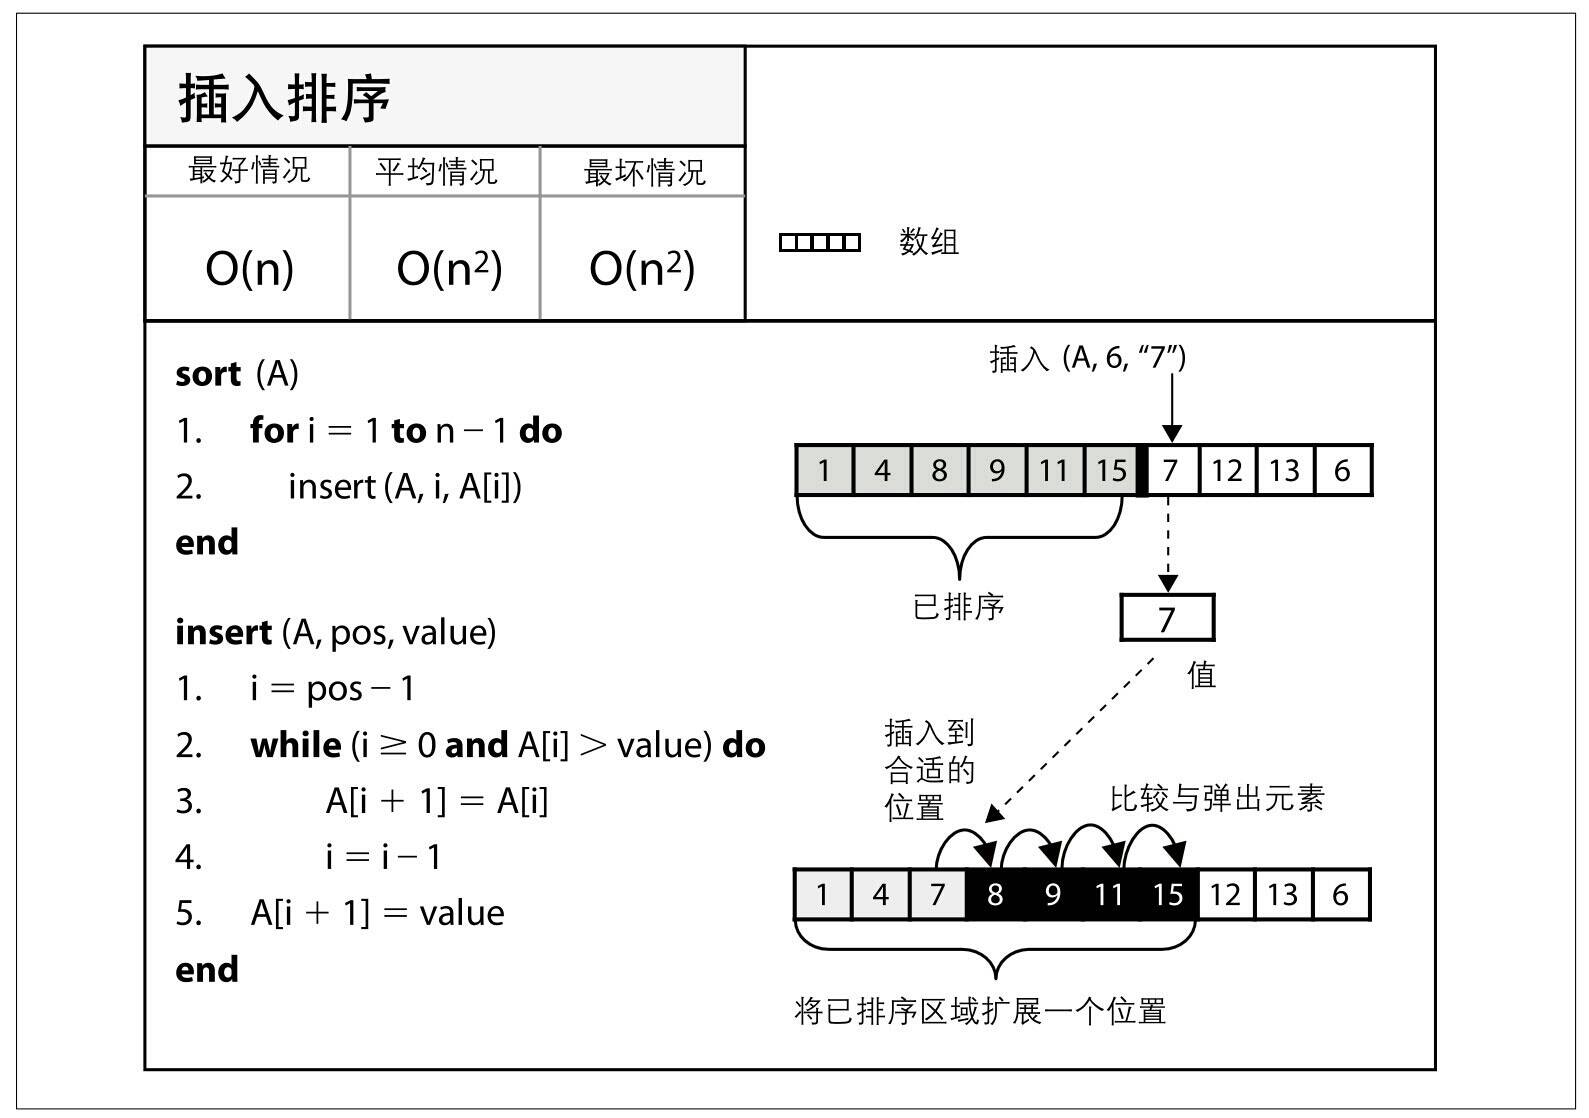 插入排序
最好情况 平均情况 最坏情况
O(n) O(n²) O(n²)
数组
sort (A)
1. for i = 1 to n – 1 do
2. insert (A, i, A[i])
end
insert (A, pos, value)
1. i = pos – 1
2. while (i ≥ 0 and A[i] > value) do
3. A[i + 1] = A[i]
4. i = i – 1
5. A[i + 1] = value
end
插入 (A, 6, “7”)
1 4 8 9 11 15 7 12 13 6
已排序
7
值
插入到
合适的
位置
比较与弹出元素
1 4 7 8 9 11 15 12 13 6
将已排序区域扩展一个位置